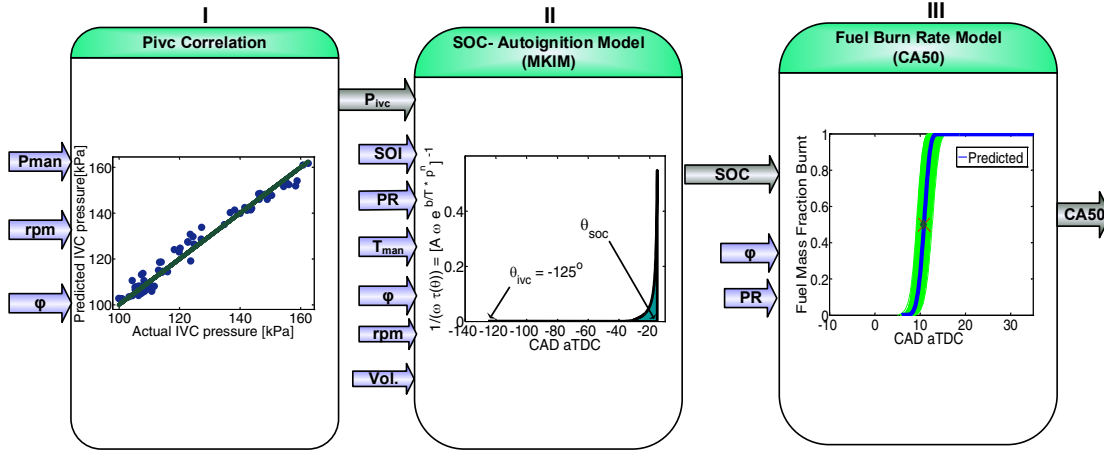 I
II
III
Pivc Correlation
SOC- Autoignition Model
(MKIM)
Fuel Burn Rate Model
(CA50)
Pman
rpm
φ
Predicted IVC pressure[kPa]
160
140
120
100
100
120
140
160
Actual IVC pressure [kPa]
Pivc
SOI
PR
Tman
φ
rpm
Vol.
1/(ω τ(θ)) = [A ω e^b/T * p^n]^-1
0.4
0.2
0
θivc = -125°
θsoc
-140
-120
-100
-80
-60
-40
-20
CAD aTDC
SOC
φ
PR
Fuel Mass Fraction Burnt
1
0.8
0.6
0.4
0.2
0
Predicted
-10
0
10
20
30
CAD aTDC
CA50